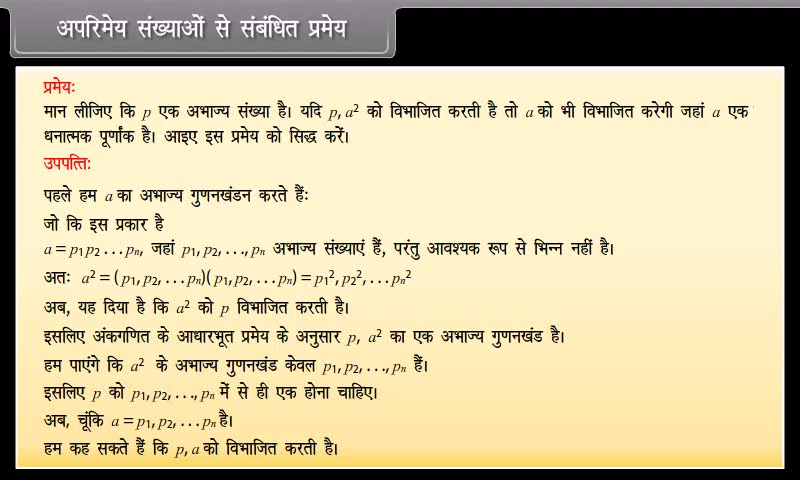 अपरिमेय संख्याओं से संबंधित प्रमेय
प्रमेयः
मान लीजिए कि p एक अभाज्य संख्या है। यदि p, a² को विभाजित करती है तो a को भी विभाजित करेगी जहां a एक
धनात्मक पूर्णांक है। आइए इस प्रमेय को सिद्ध करें।
उपपत्तिः
पहले हम a का अभाज्य गुणनखंडन करते हैंः
जो कि इस प्रकार है
a = p₁ p₂ . . . pₙ, जहां p₁, p₂, . . ., pₙ अभाज्य संख्याएं हैं, परंतु आवश्यक रूप से भिन्न नहीं है।
अतः a² = ( p₁, p₂, . . . pₙ)( p₁, p₂, . . . pₙ) = p₁², p₂², . . . pₙ²
अब, यह दिया है कि a² को p विभाजित करती है।
इसलिए अंकगणित के आधारभूत प्रमेय के अनुसार p, a² का एक अभाज्य गुणनखंड है।
हम पाएंगे कि a² के अभाज्य गुणनखंड केवल p₁, p₂, . . ., pₙ हैं।
इसलिए p को p₁, p₂, . . ., pₙ में से ही एक होना चाहिए।
अब, चूंकि a = p₁, p₂, . . . pₙ है।
हम कह सकते हैं कि p, a को विभाजित करती है।